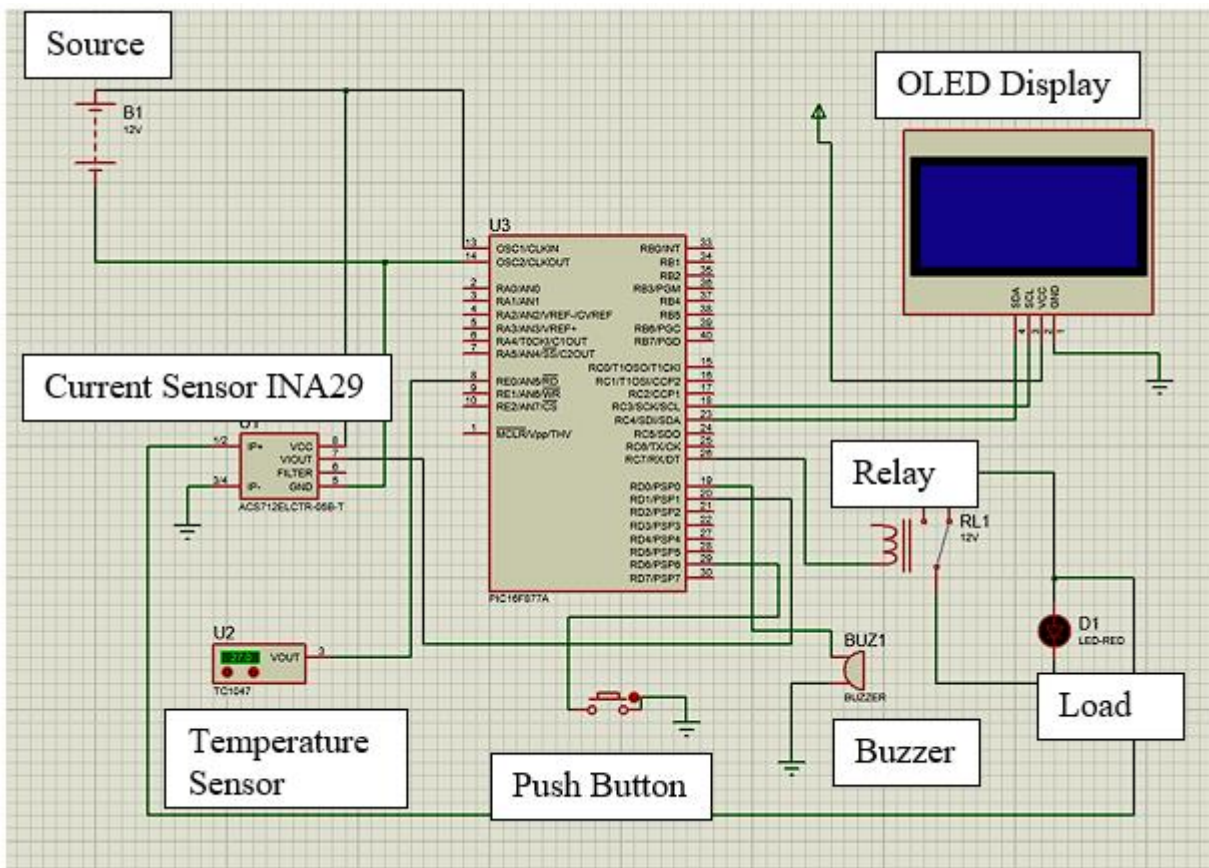 Source
B1
12V
OLED Display
SDA
SCL
VCC
GND
4
3
2
1
U3
13
OSC1/CLKIN
14
OSC2/CLKOUT
2
RA0/AN0
3
RA1/AN1
4
RA2/AN2/VREF-/CVREF
5
RA3/AN3/VREF+
6
RA4/T0CKI/C1OUT
7
RA5/AN4/SS/C2OUT
8
RE0/AN5/RD
9
RE1/AN6/WR
10
RE2/AN7/CS
1
MCLR/Vpp/THV
RB0/INT
33
RB1
34
RB2
35
RB3/PGM
36
RB4
37
RB5
38
RB6/PGC
39
RB7/PGD
40
RC0/T1OSO/T1CKI
15
RC1/T1OSI/CCP2
16
RC2/CCP1
17
RC3/SCK/SCL
18
RC4/SDI/SDA
23
RC5/SDO
24
RC6/TX/CK
25
RC7/RX/DT
26
RD0/PSP0
19
RD1/PSP1
20
RD2/PSP2
21
RD3/PSP3
22
RD4/PSP4
27
RD5/PSP5
28
RD6/PSP6
29
RD7/PSP7
30
PIC16F877A
Current Sensor INA29
1/2
IP+
3/4
IP-
VCC
8
VIOUT
7
FILTER
6
GND
5
ACS712ELCTR-05B-T
Relay
RL1
12V
D1
LED-RED
Load
U2
VOUT
3
TC1047
Temperature
Sensor
Push Button
BUZ1
BUZZER
Buzzer